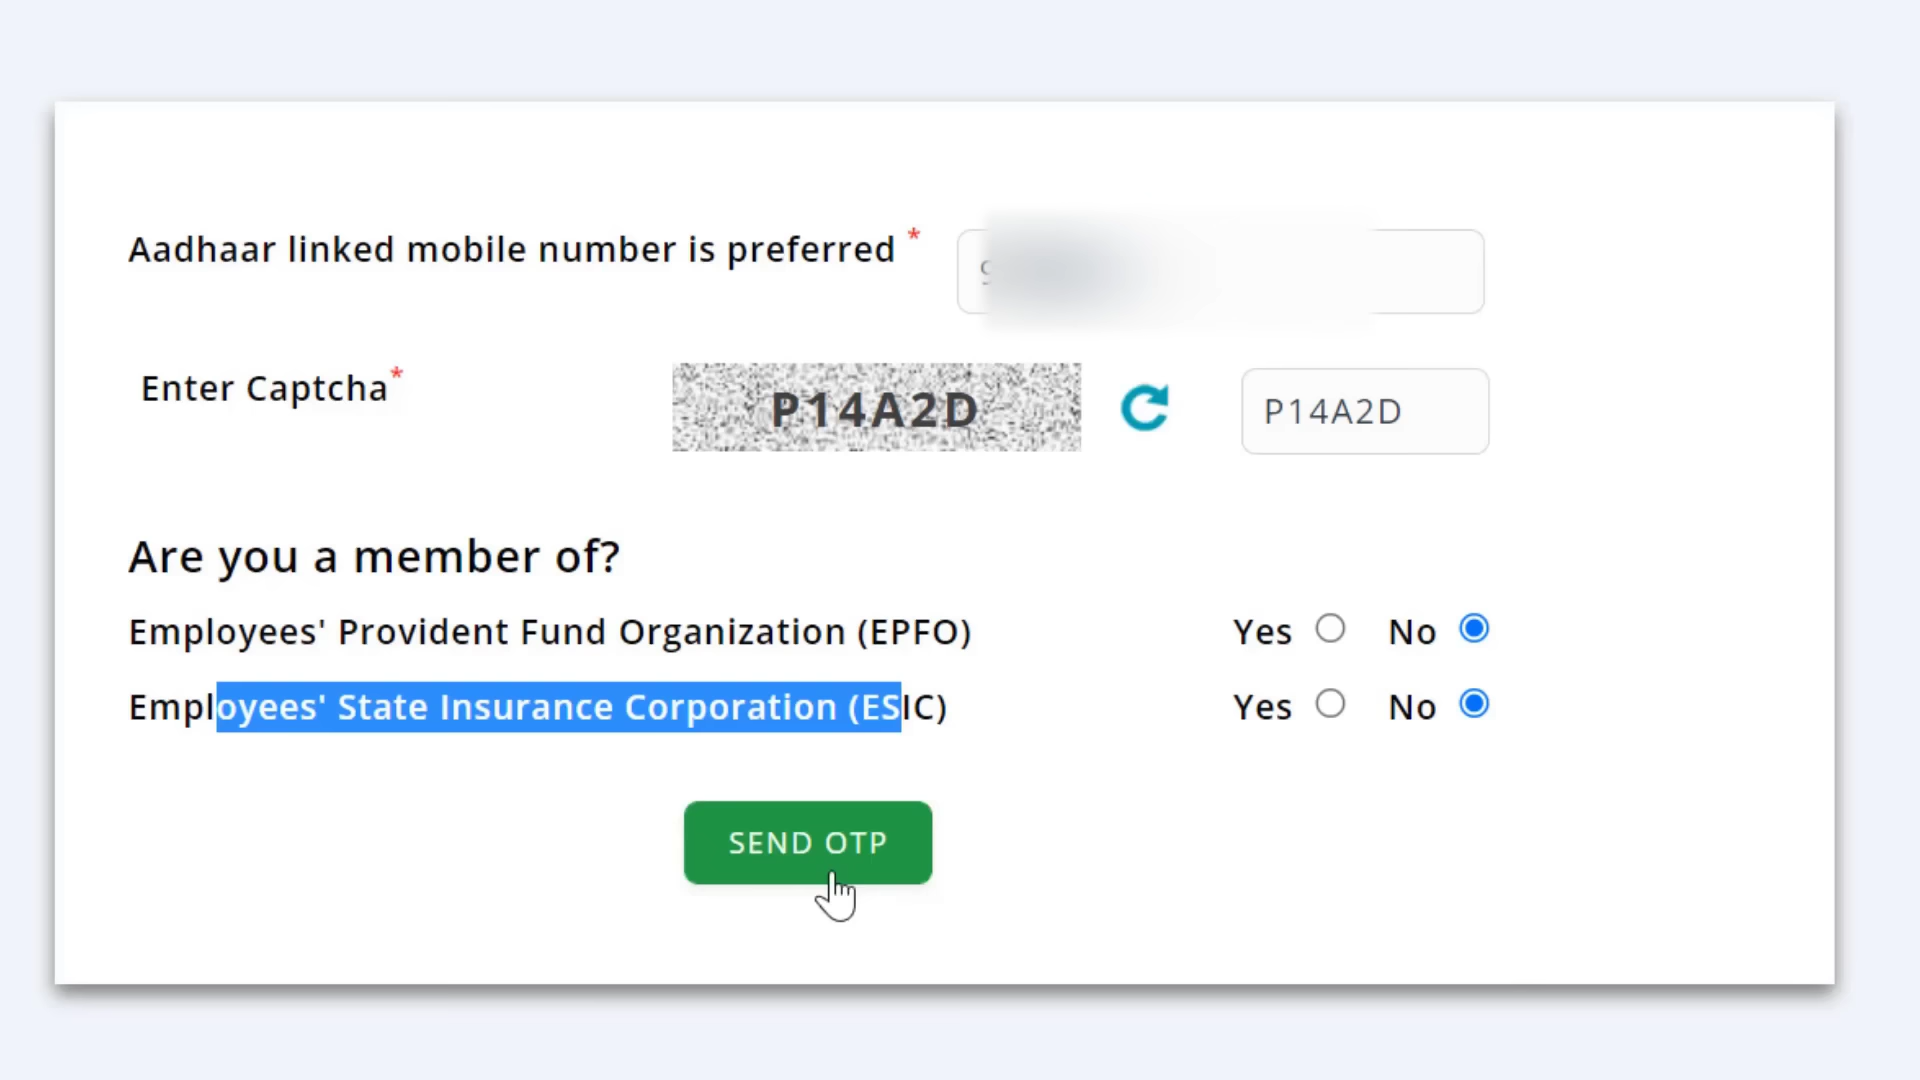 Aadhaar linked mobile number is preferred *
Enter Captcha*
P14A2D
P14A2D
Are you a member of?
Employees' Provident Fund Organization (EPFO) Yes No
Employees' State Insurance Corporation (ESIC) Yes No
SEND OTP